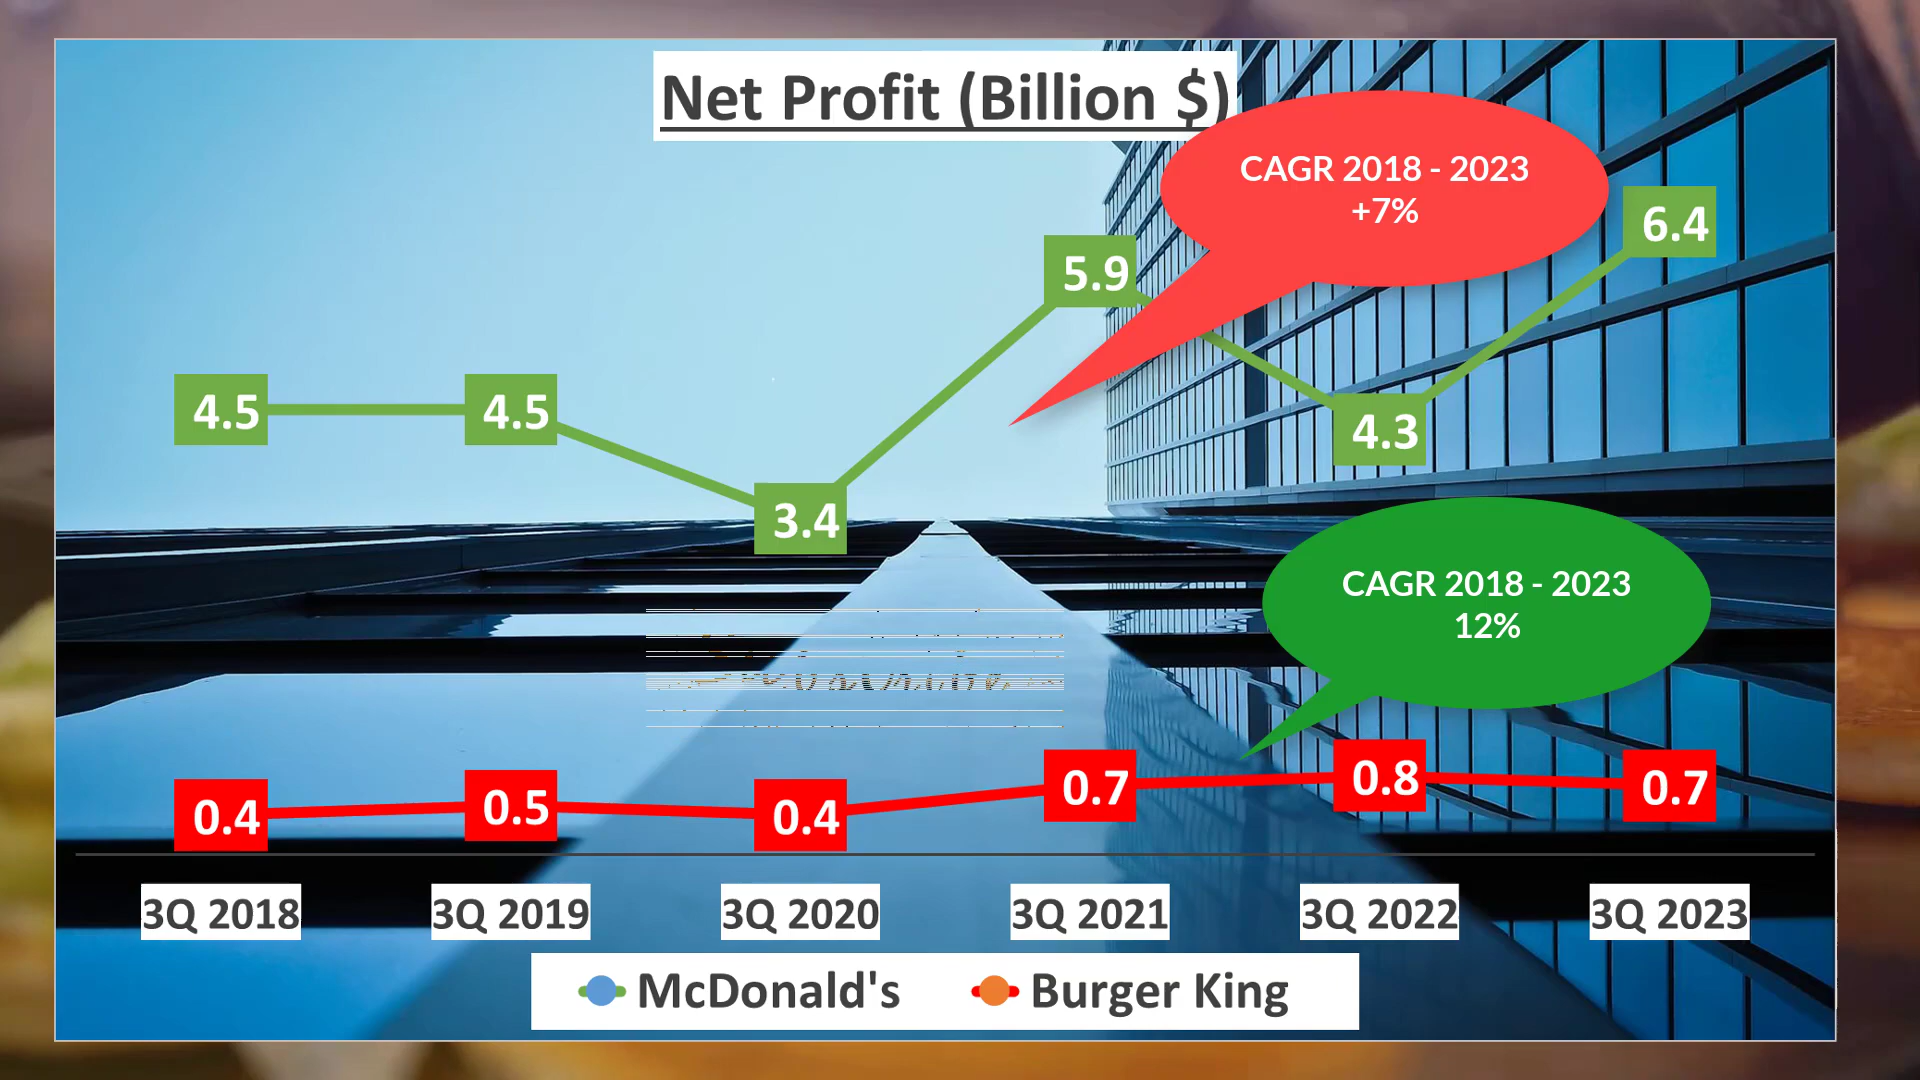 Net Profit (Billion $)
CAGR 2018 - 2023
+7%
6.4
5.9
4.5
4.5
4.3
3.4
CAGR 2018 - 2023
12%
0.4
0.5
0.4
0.7
0.8
0.7
3Q 2018
3Q 2019
3Q 2020
3Q 2021
3Q 2022
3Q 2023
McDonald's
Burger King